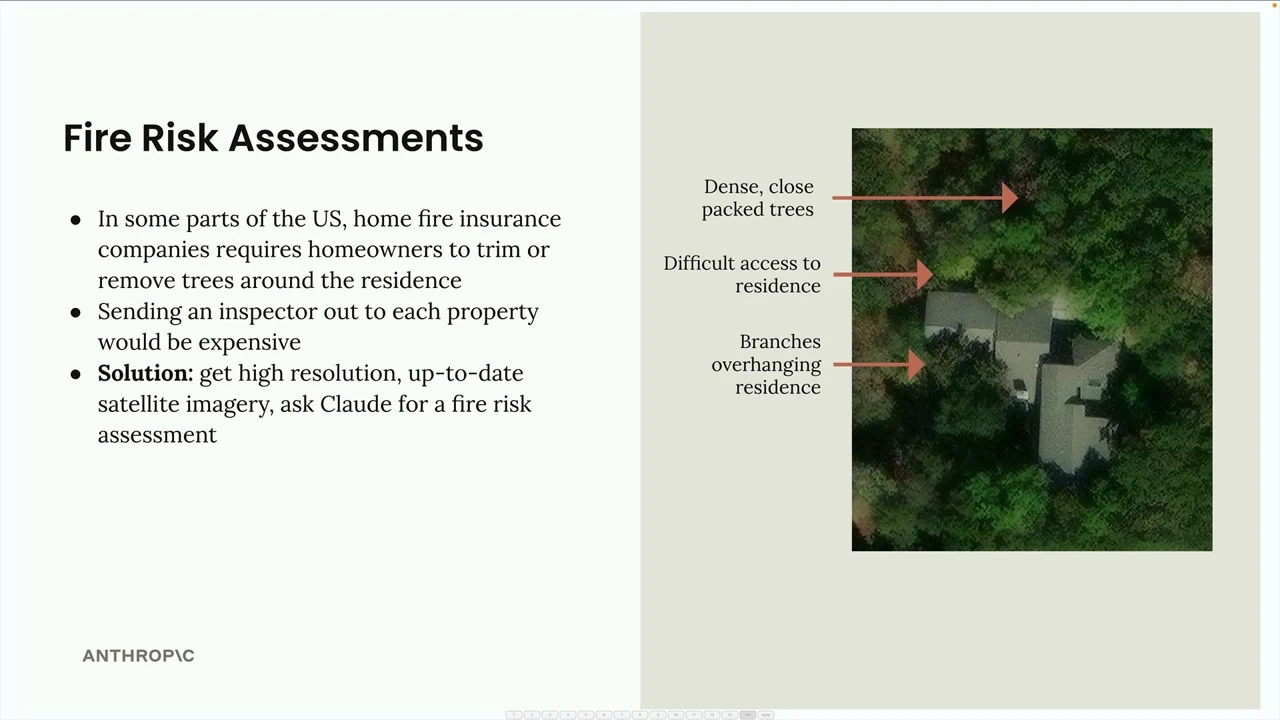 Fire Risk Assessments
● In some parts of the US, home fire insurance
companies requires homeowners to trim or
remove trees around the residence
● Sending an inspector out to each property
would be expensive
● Solution: get high resolution, up-to-date
satellite imagery, ask Claude for a fire risk
assessment
ANTHROP\C
Dense, close
packed trees
Difficult access to
residence
Branches
overhanging
residence